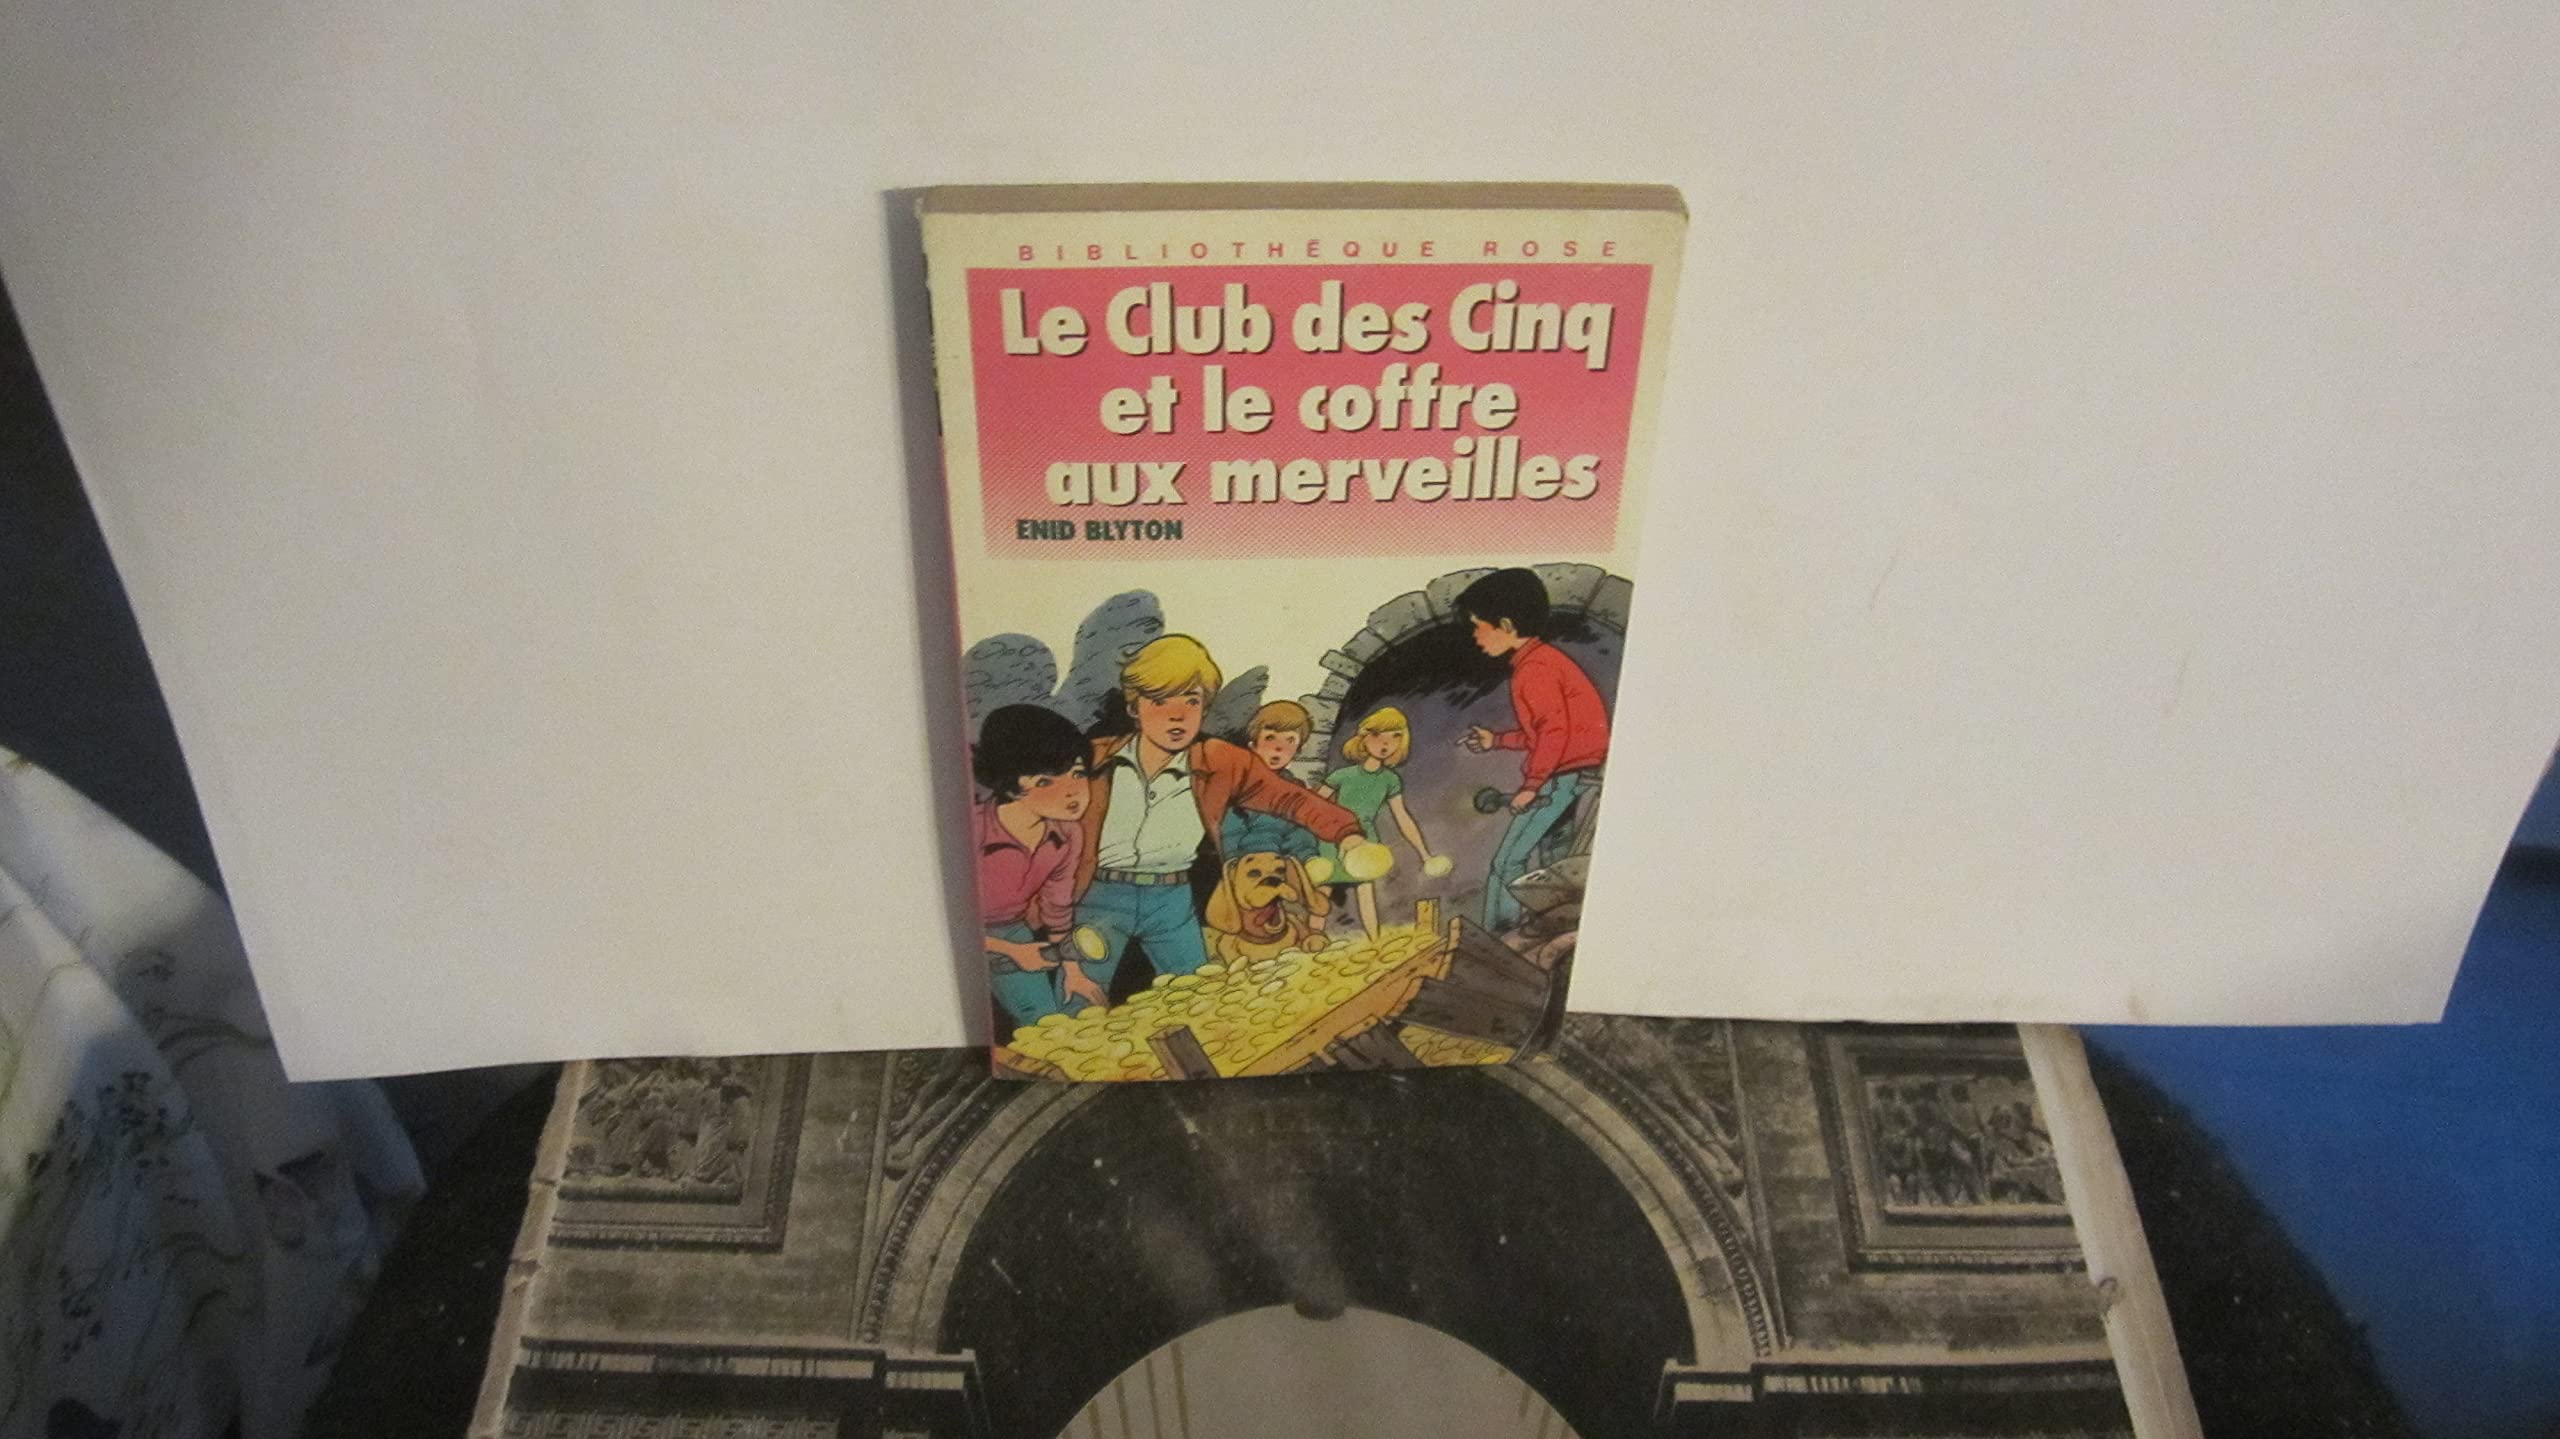 BIBLIOTHÈQUE ROSE
Le Club des Cinq
et le coffre
aux merveilles
ENID BLYTON